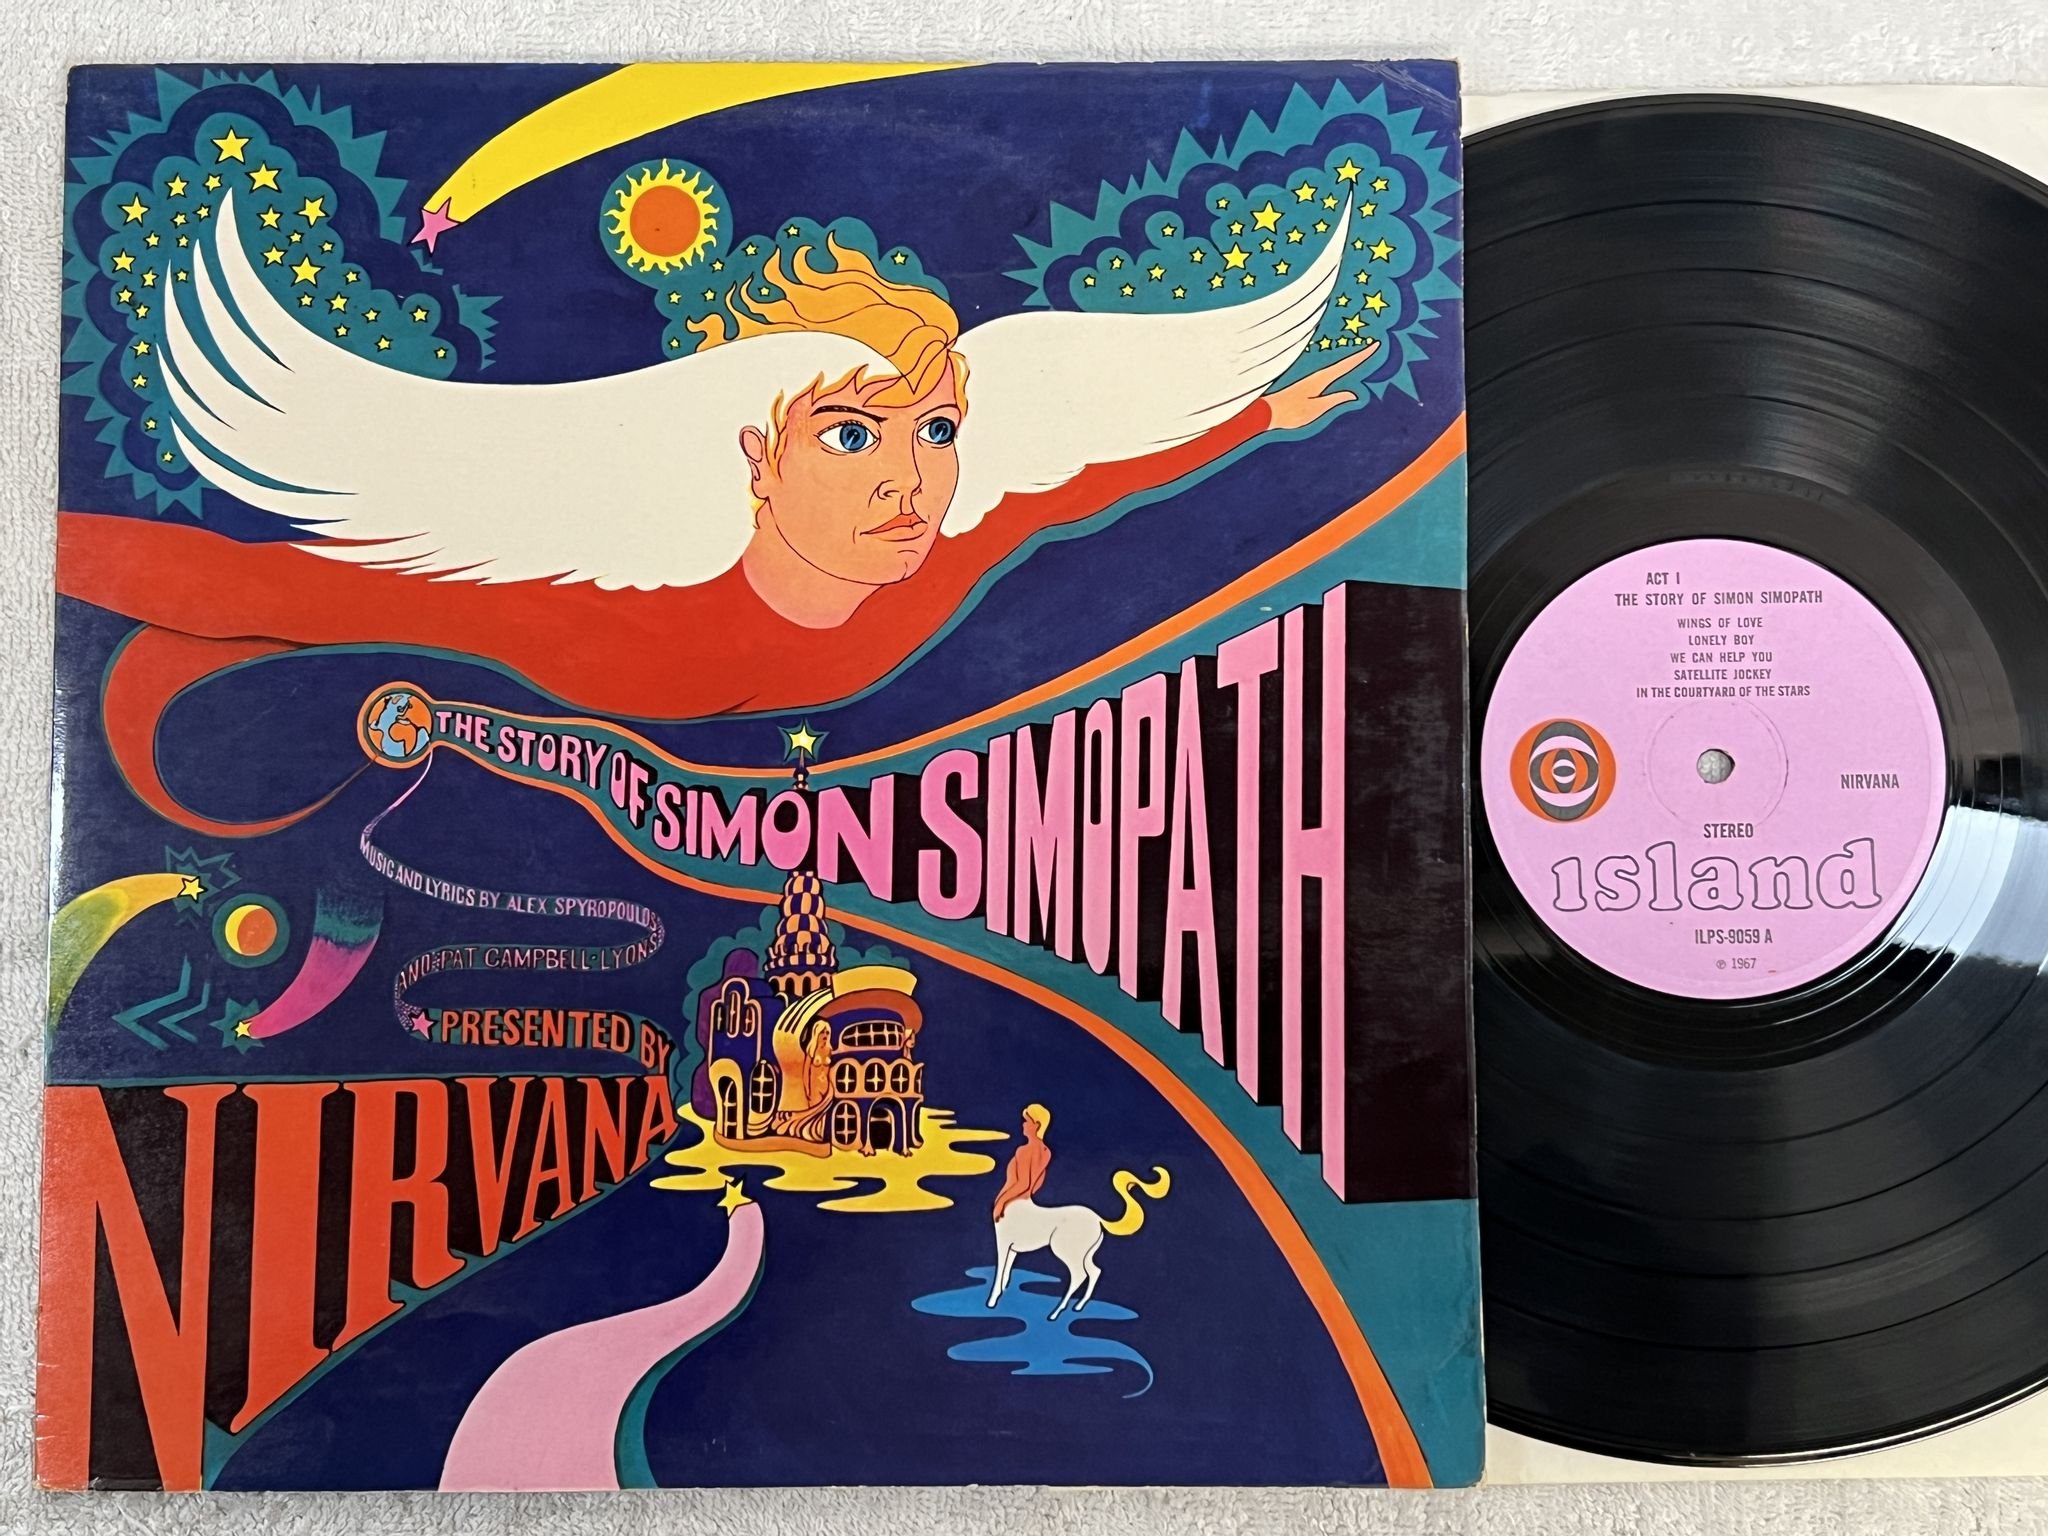 THE STORY OF SIMON SIMOPATH
MUSIC AND LYRICS BY ALEX SPYROPOULOS
AND PAT CAMPBELL-LYONS
PRESENTED BY
NIRVANA
ACT I
THE STORY OF SIMON SIMOPATH
WINGS OF LOVE
LONELY BOY
WE CAN HELP YOU
SATELLITE JOCKEY
IN THE COURTYARD OF THE STARS
NIRVANA
STEREO
island
ILPS-9059 A
℗ 1967